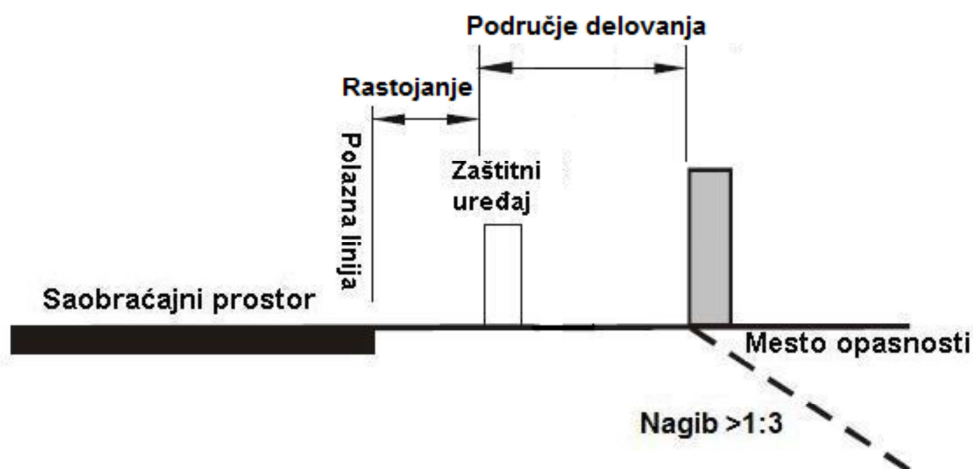 Područje delovanja
Rastojanje
Polazna linija
Zaštitni
uređaj
Saobraćajni prostor
Mesto opasnosti
Nagib >1:3